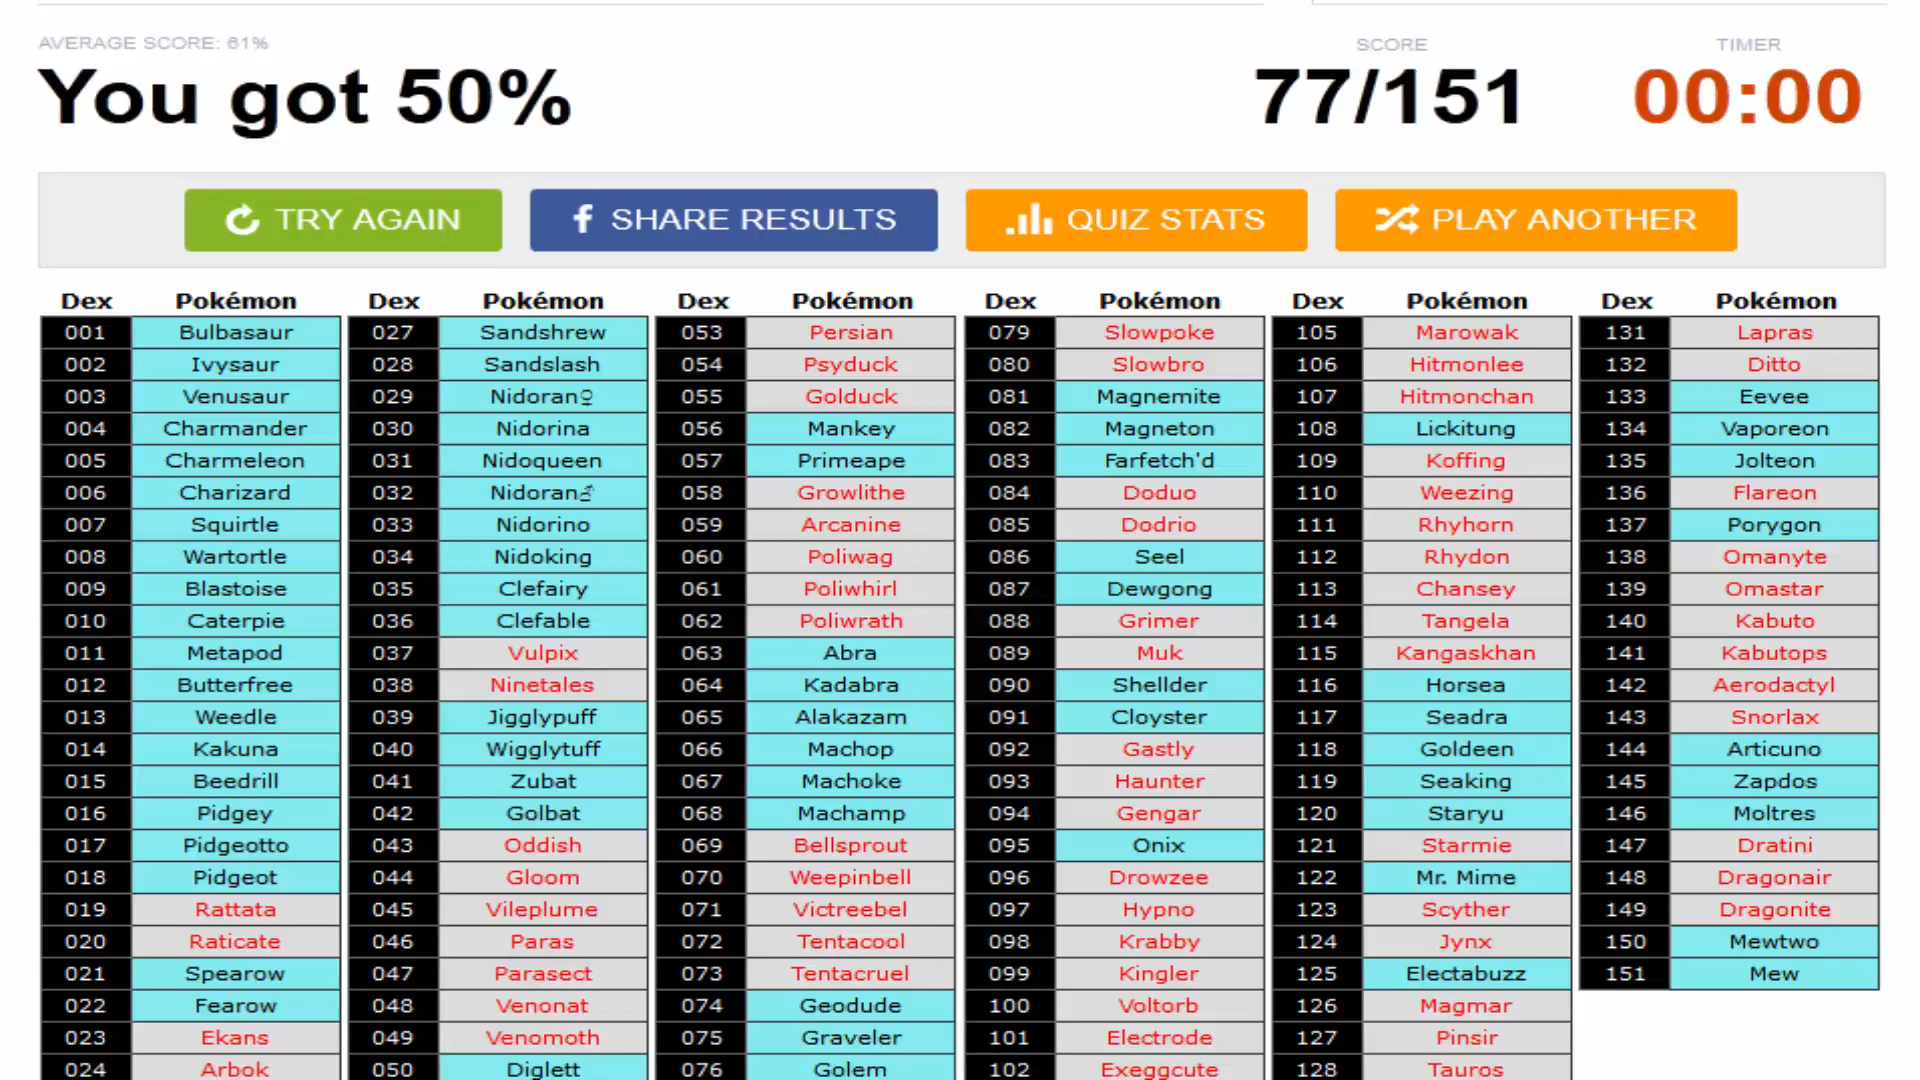 AVERAGE SCORE: 61%
You got 50%
SCORE
77/151
TIMER
00:00
TRY AGAIN
SHARE RESULTS
QUIZ STATS
PLAY ANOTHER
Dex Pokémon Dex Pokémon Dex Pokémon Dex Pokémon Dex Pokémon Dex Pokémon
001 Bulbasaur 027 Sandshrew 053 Persian 079 Slowpoke 105 Marowak 131 Lapras
002 Ivysaur 028 Sandslash 054 Psyduck 080 Slowbro 106 Hitmonlee 132 Ditto
003 Venusaur 029 Nidoran♀ 055 Golduck 081 Magnemite 107 Hitmonchan 133 Eevee
004 Charmander 030 Nidorina 056 Mankey 082 Magneton 108 Lickitung 134 Vaporeon
005 Charmeleon 031 Nidoqueen 057 Primeape 083 Farfetch'd 109 Koffing 135 Jolteon
006 Charizard 032 Nidoran♂ 058 Growlithe 084 Doduo 110 Weezing 136 Flareon
007 Squirtle 033 Nidorino 059 Arcanine 085 Dodrio 111 Rhyhorn 137 Porygon
008 Wartortle 034 Nidoking 060 Poliwag 086 Seel 112 Rhydon 138 Omanyte
009 Blastoise 035 Clefairy 061 Poliwhirl 087 Dewgong 113 Chansey 139 Omastar
010 Caterpie 036 Clefable 062 Poliwrath 088 Grimer 114 Tangela 140 Kabuto
011 Metapod 037 Vulpix 063 Abra 089 Muk 115 Kangaskhan 141 Kabutops
012 Butterfree 038 Ninetales 064 Kadabra 090 Shellder 116 Horsea 142 Aerodactyl
013 Weedle 039 Jigglypuff 065 Alakazam 091 Cloyster 117 Seadra 143 Snorlax
014 Kakuna 040 Wigglytuff 066 Machop 092 Gastly 118 Goldeen 144 Articuno
015 Beedrill 041 Zubat 067 Machoke 093 Haunter 119 Seaking 145 Zapdos
016 Pidgey 042 Golbat 068 Machamp 094 Gengar 120 Staryu 146 Moltres
017 Pidgeotto 043 Oddish 069 Bellsprout 095 Onix 121 Starmie 147 Dratini
018 Pidgeot 044 Gloom 070 Weepinbell 096 Drowzee 122 Mr. Mime 148 Dragonair
019 Rattata 045 Vileplume 071 Victreebel 097 Hypno 123 Scyther 149 Dragonite
020 Raticate 046 Paras 072 Tentacool 098 Krabby 124 Jynx 150 Mewtwo
021 Spearow 047 Parasect 073 Tentacruel 099 Kingler 125 Electabuzz 151 Mew
022 Fearow 048 Venonat 074 Geodude 100 Voltorb 126 Magmar
023 Ekans 049 Venomoth 075 Graveler 101 Electrode 127 Pinsir
024 Arbok 050 Diglett 076 Golem 102 Exeggcute 128 Tauros